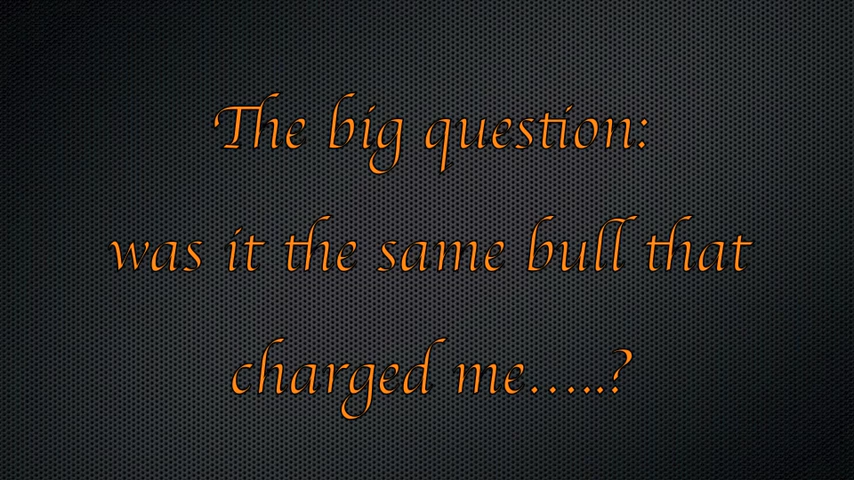 The big question:
was it the same bull that
charged me.....?